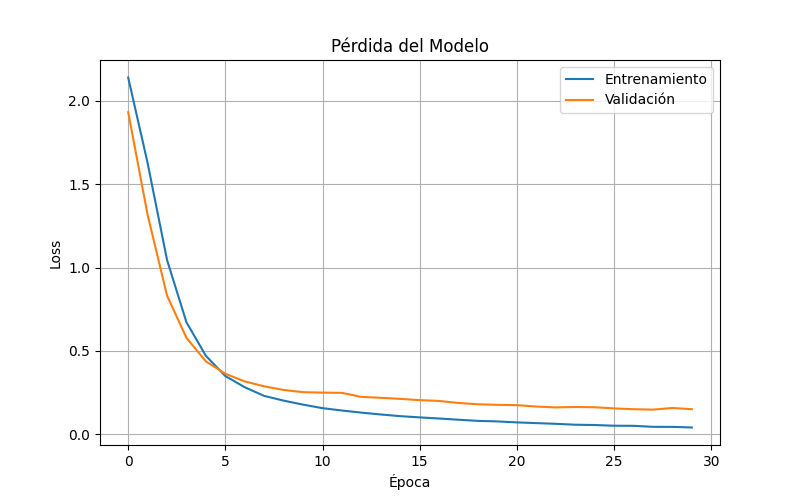 Pérdida del Modelo
Entrenamiento
Validación
2.0
1.5
1.0
0.5
0.0
Loss
0 5 10 15 20 25 30
Época